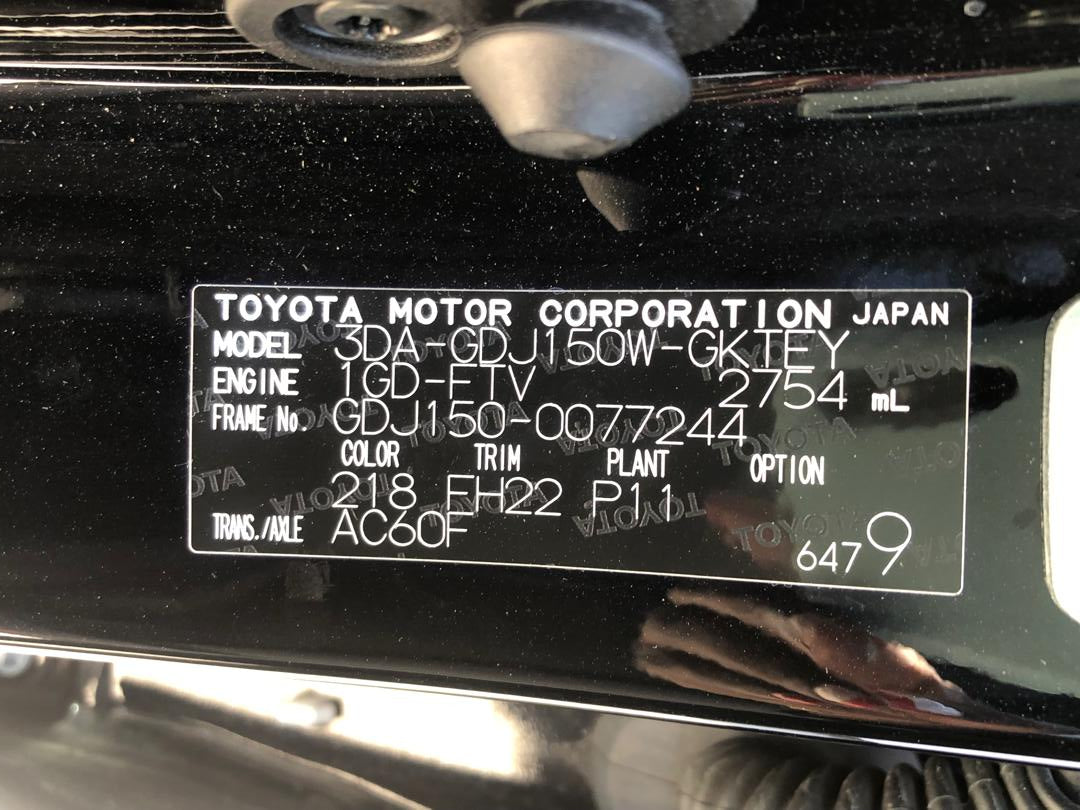 TOYOTA MOTOR CORPORATION JAPAN
MODEL 3DA-GDJ150W-GKTEY
ENGINE 1GD-FTV 2754 mL
FRAME No. GDJ150-0077244
COLOR TRIM PLANT OPTION
218 FH22 P11
TRANS./AXLE AC60F
6479